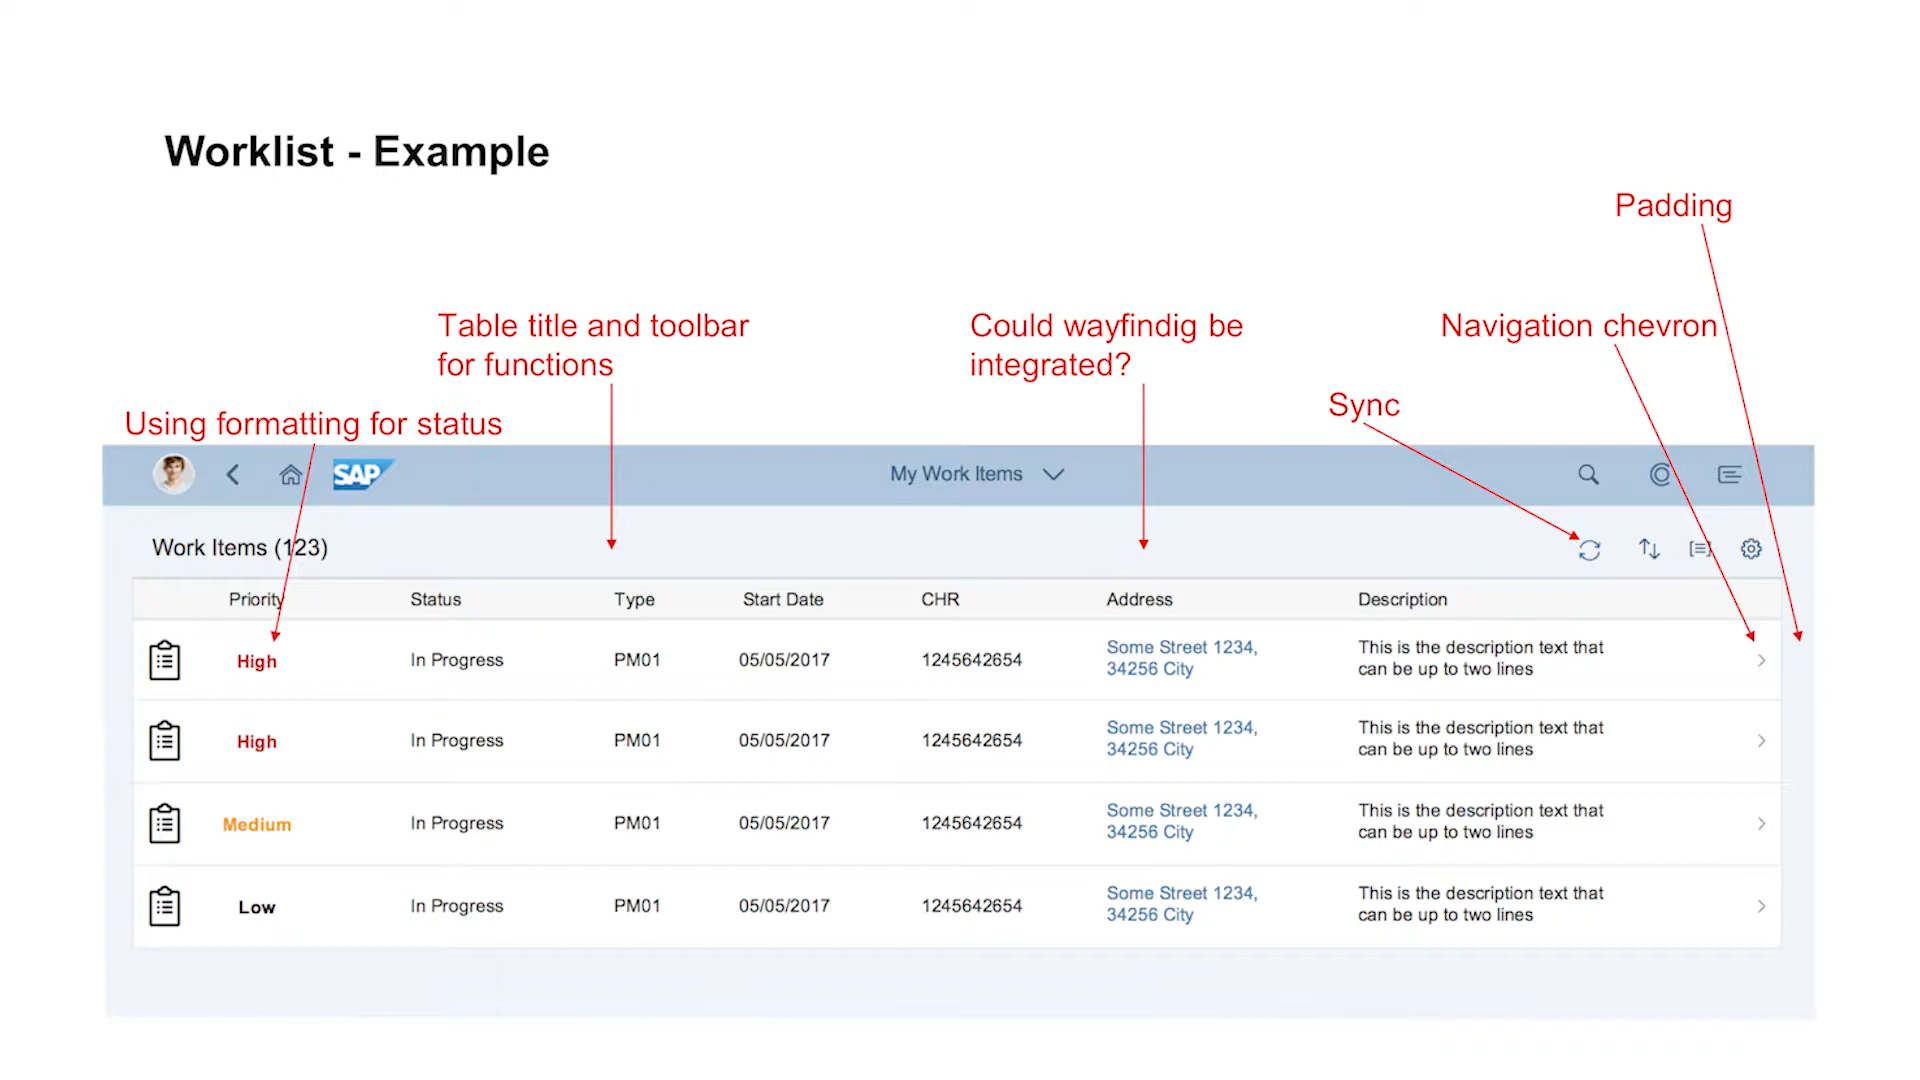 Worklist - Example
Padding
Table title and toolbar
for functions
Could wayfindig be
integrated?
Navigation chevron
Sync
Using formatting for status
SAP
My Work Items
Work Items (123)
Priority Status Type Start Date CHR Address Description
High In Progress PM01 05/05/2017 1245642654 Some Street 1234, This is the description text that
34256 City can be up to two lines
High In Progress PM01 05/05/2017 1245642654 Some Street 1234, This is the description text that
34256 City can be up to two lines
Medium In Progress PM01 05/05/2017 1245642654 Some Street 1234, This is the description text that
34256 City can be up to two lines
Low In Progress PM01 05/05/2017 1245642654 Some Street 1234, This is the description text that
34256 City can be up to two lines